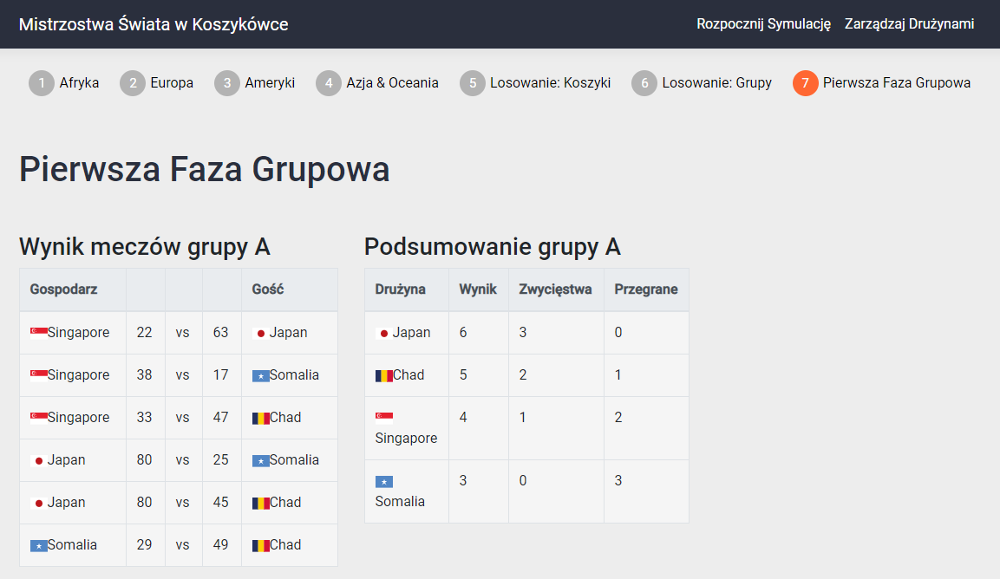 Mistrzostwa Świata w Koszykówce Rozpocznij Symulację Zarządzaj Drużynami
1 Afryka 2 Europa 3 Ameryki 4 Azja & Oceania 5 Losowanie: Koszyki 6 Losowanie: Grupy 7 Pierwsza Faza Grupowa
Pierwsza Faza Grupowa
Wynik meczów grupy A
Gospodarz Gość
Singapore 22 vs 63 Japan
Singapore 38 vs 17 Somalia
Singapore 33 vs 47 Chad
Japan 80 vs 25 Somalia
Japan 80 vs 45 Chad
Somalia 29 vs 49 Chad
Podsumowanie grupy A
Drużyna Wynik Zwycięstwa Przegrane
Japan 6 3 0
Chad 5 2 1
Singapore 4 1 2
Somalia 3 0 3